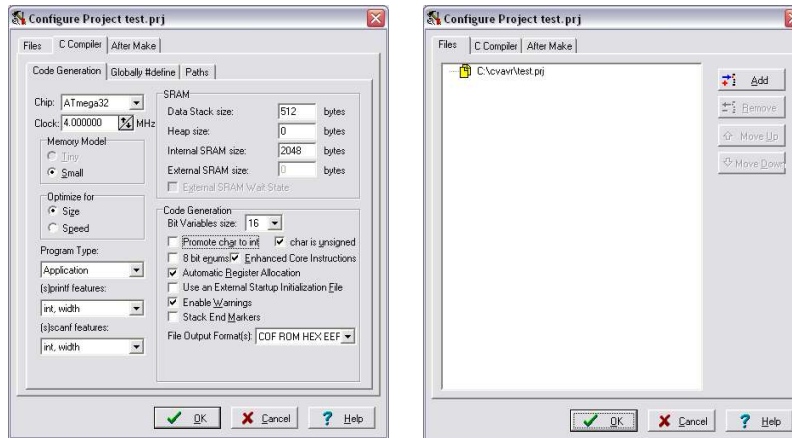 Configure Project test.prj
Files
C Compiler
After Make
Code Generation
Globally #define
Paths
Chip: ATmega32
Clock: 4.000000 MHz
Memory Model
Tiny
Small
Optimize for
Size
Speed
Program Type:
Application
(s)printf features:
int, width
(s)scanf features:
int, width
SRAM
Data Stack size: 512 bytes
Heap size: 0 bytes
Internal SRAM size: 2048 bytes
External SRAM size: 0 bytes
External SRAM Wait State
Code Generation
Bit Variables size: 16
Promote char to int
char is unsigned
8 bit enums
Enhanced Core Instructions
Automatic Register Allocation
Use an External Startup Initialization File
Enable Warnings
Stack End Markers
File Output Format(s): COF ROM HEX EEP
OK
Cancel
Help
Configure Project test.prj
Files
C Compiler
After Make
C:\cvavr\test.prj
Add
Remove
Move Up
Move Down
OK
Cancel
Help